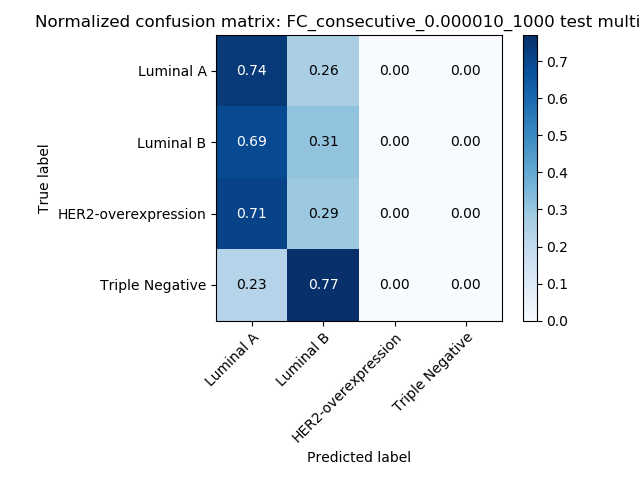 Normalized confusion matrix: FC_consecutive_0.000010_1000 test multi
Luminal A 0.74 0.26 0.00 0.00
Luminal B 0.69 0.31 0.00 0.00
HER2-overexpression 0.71 0.29 0.00 0.00
Triple Negative 0.23 0.77 0.00 0.00
True label
Luminal A
Luminal B
HER2-overexpression
Triple Negative
Predicted label
0.7
0.6
0.5
0.4
0.3
0.2
0.1
0.0